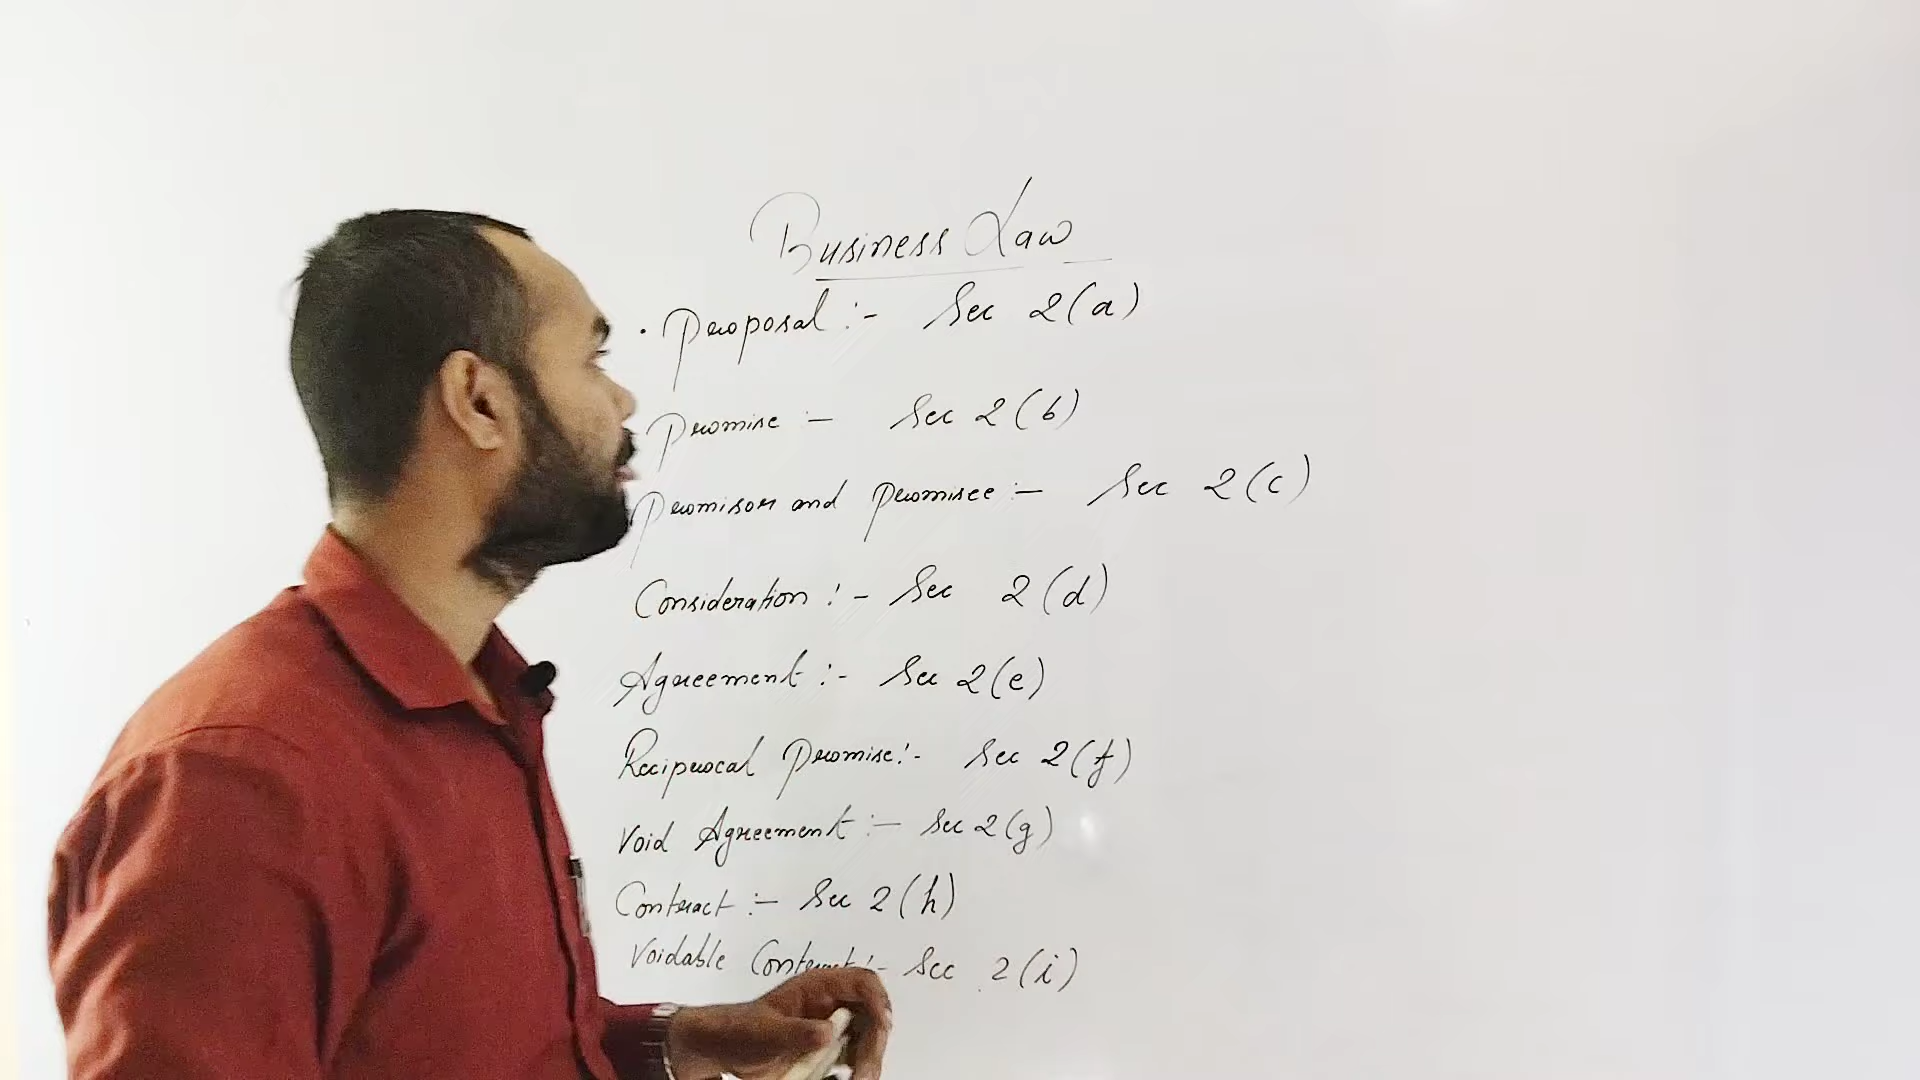 Business Law
· Proposal :- Sec 2(a)
Promise :- Sec 2(b)
Promisor and promisee :- Sec 2(c)
Consideration :- Sec 2(d)
Agreement :- Sec 2(e)
Reciprocal Promise :- Sec 2(f)
Void Agreement :- Sec 2(g)
Contract :- Sec 2(h)
Voidable Contract :- Sec 2(i)